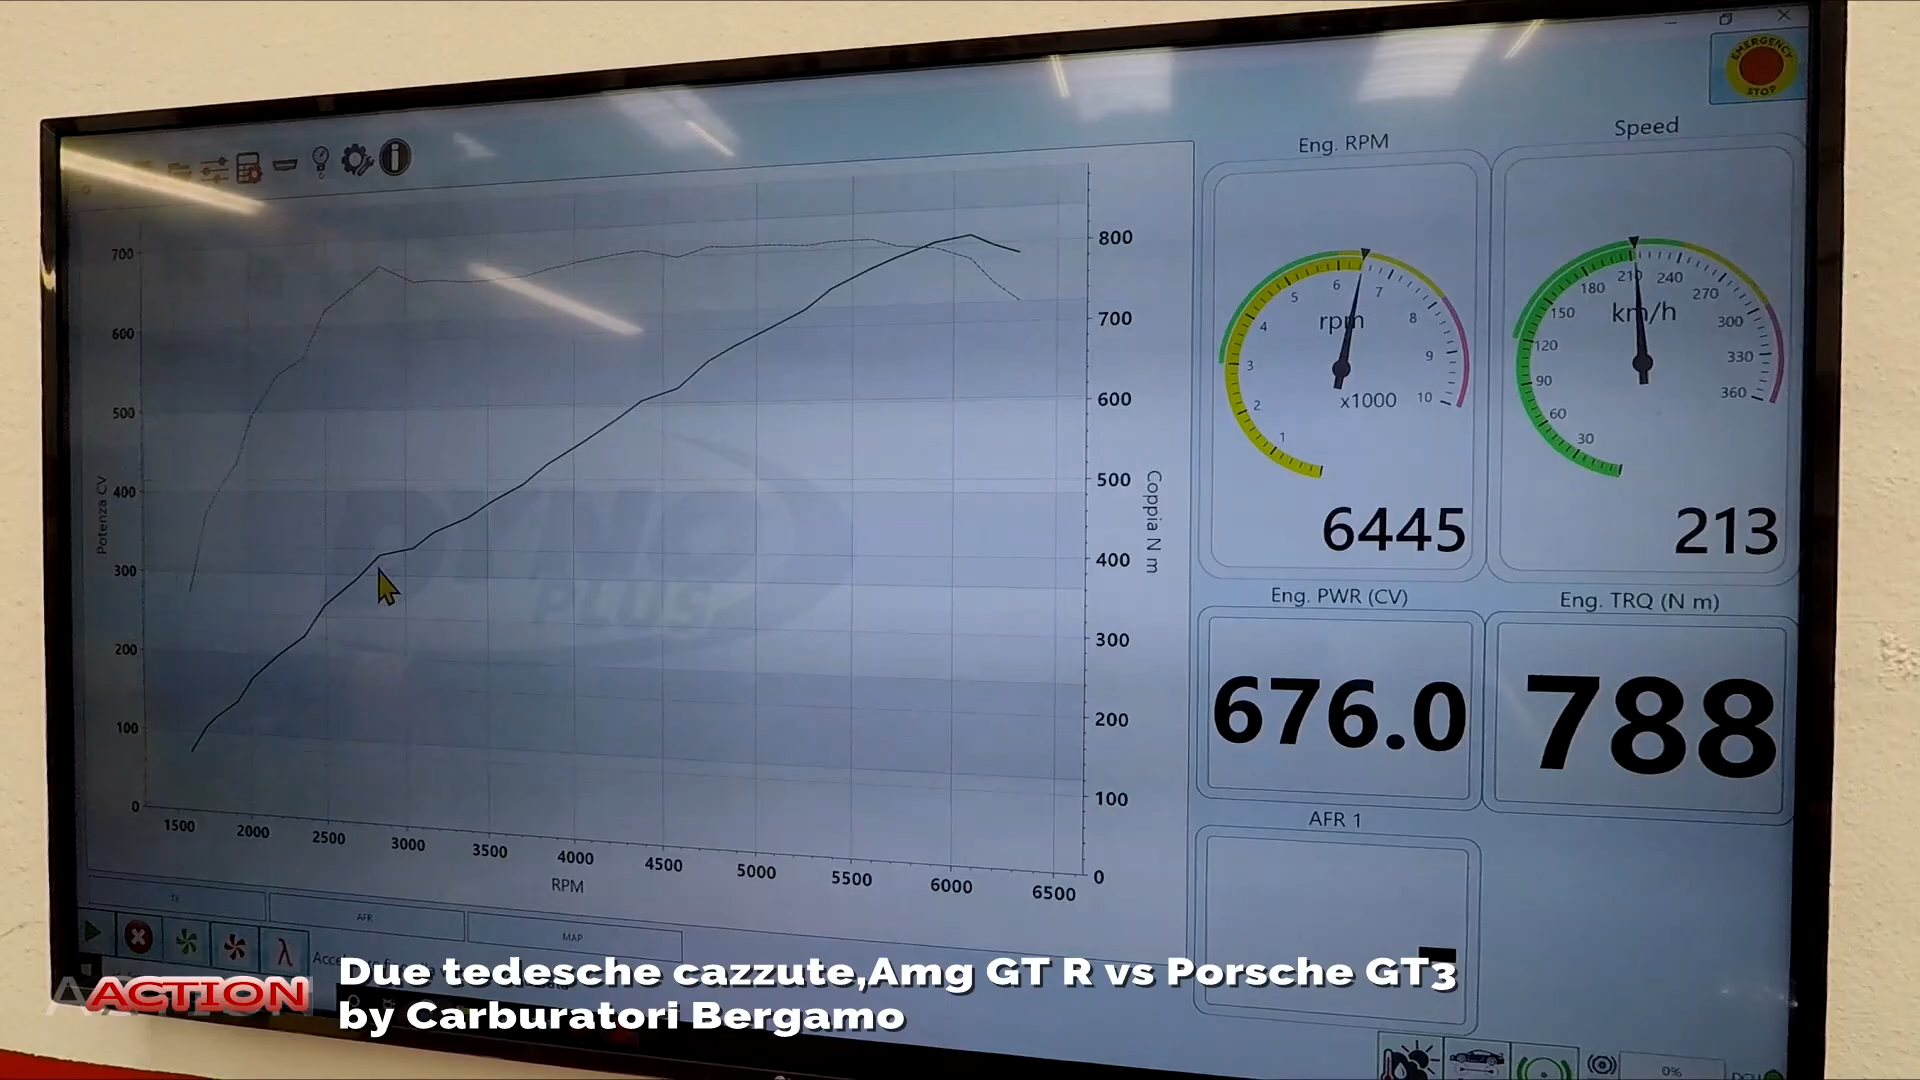 EMERGENCY
STOP
Eng. RPM
Speed
700
600
500
400
300
200
100
0
Potenza CV
800
700
600
500
400
300
200
100
0
Coppia N m
1500
2000
2500
3000
3500
4000
4500
5000
5500
6000
6500
RPM
DYNO
PLUS
1
2
3
4
5
6
7
8
9
10
rpm
x1000
6445
30
60
90
120
150
180
210
240
270
300
330
360
km/h
213
Eng. PWR (CV)
676.0
Eng. TRQ (N m)
788
AFR 1
AFR
MAP
λ
0%
ACTION
Due tedesche cazzute,Amg GT R vs Porsche GT3
by Carburatori Bergamo